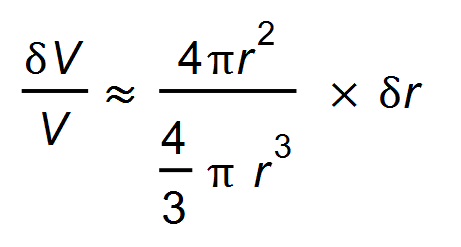 δV/V ≈ 4πr²/(4/3 π r³) × δr